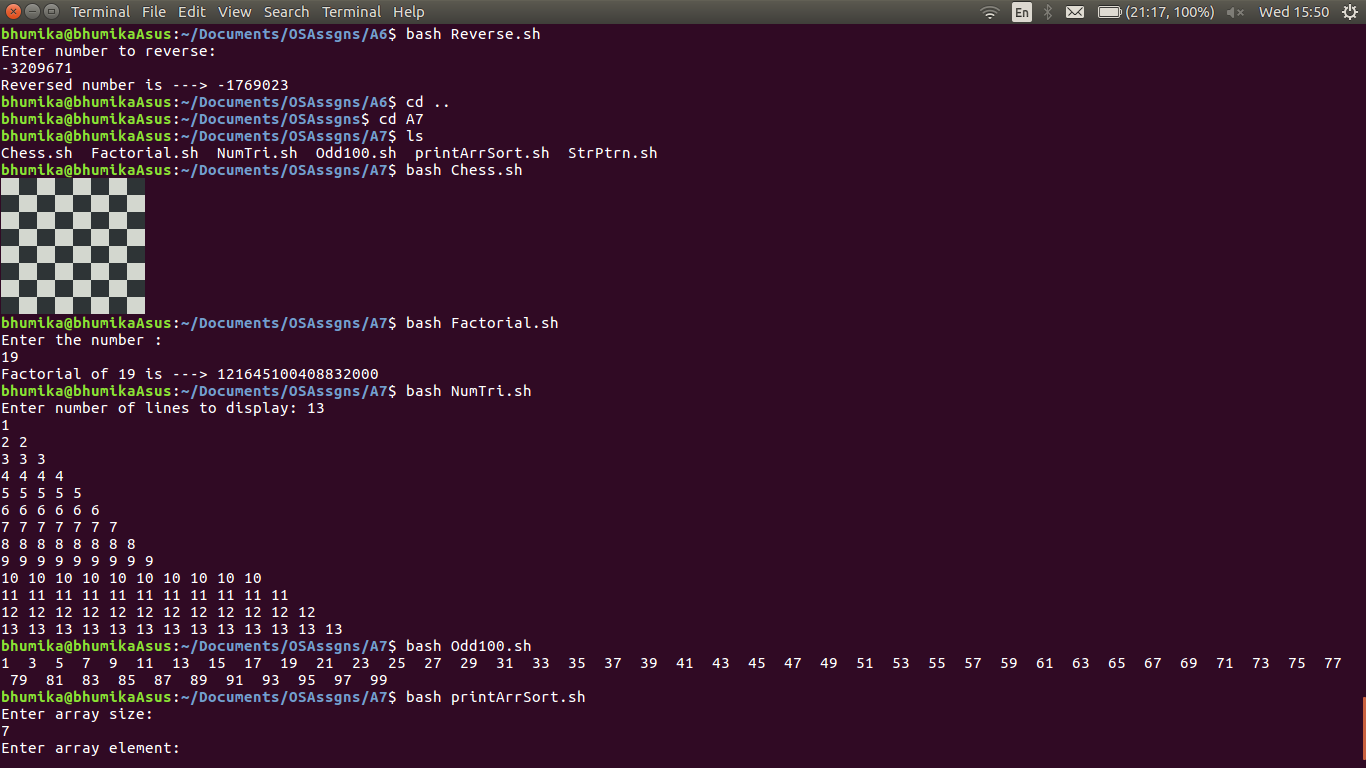 Terminal File Edit View Search Terminal Help En (21:17, 100%) Wed 15:50
bhumika@bhumikaAsus:~/Documents/OSAssgns/A6$ bash Reverse.sh
Enter number to reverse:
-3209671
Reversed number is ---> -1769023
bhumika@bhumikaAsus:~/Documents/OSAssgns/A6$ cd ..
bhumika@bhumikaAsus:~/Documents/OSAssgns$ cd A7
bhumika@bhumikaAsus:~/Documents/OSAssgns/A7$ ls
Chess.sh  Factorial.sh  NumTri.sh  Odd100.sh  printArrSort.sh  StrPtrn.sh
bhumika@bhumikaAsus:~/Documents/OSAssgns/A7$ bash Chess.sh
bhumika@bhumikaAsus:~/Documents/OSAssgns/A7$ bash Factorial.sh
Enter the number :
19
Factorial of 19 is ---> 121645100408832000
bhumika@bhumikaAsus:~/Documents/OSAssgns/A7$ bash NumTri.sh
Enter number of lines to display: 13
1
2 2
3 3 3
4 4 4 4
5 5 5 5 5
6 6 6 6 6 6
7 7 7 7 7 7 7
8 8 8 8 8 8 8 8
9 9 9 9 9 9 9 9 9
10 10 10 10 10 10 10 10 10 10
11 11 11 11 11 11 11 11 11 11 11
12 12 12 12 12 12 12 12 12 12 12 12
13 13 13 13 13 13 13 13 13 13 13 13 13
bhumika@bhumikaAsus:~/Documents/OSAssgns/A7$ bash Odd100.sh
1  3  5  7  9  11  13  15  17  19  21  23  25  27  29  31  33  35  37  39  41  43  45  47  49  51  53  55  57  59  61  63  65  67  69  71  73  75  77
79  81  83  85  87  89  91  93  95  97  99
bhumika@bhumikaAsus:~/Documents/OSAssgns/A7$ bash printArrSort.sh
Enter array size:
7
Enter array element: